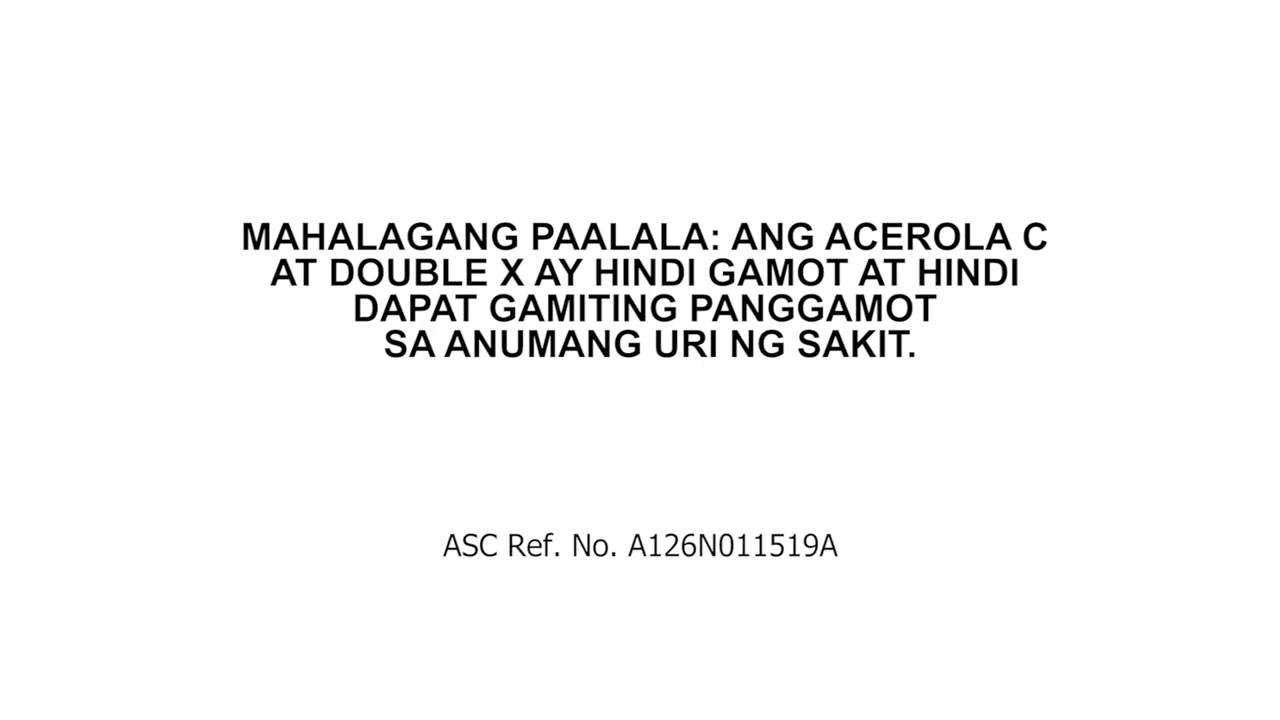 MAHALAGANG PAALALA: ANG ACEROLA C
AT DOUBLE X AY HINDI GAMOT AT HINDI
DAPAT GAMITING PANGGAMOT
SA ANUMANG URI NG SAKIT.
ASC Ref. No. A126N011519A